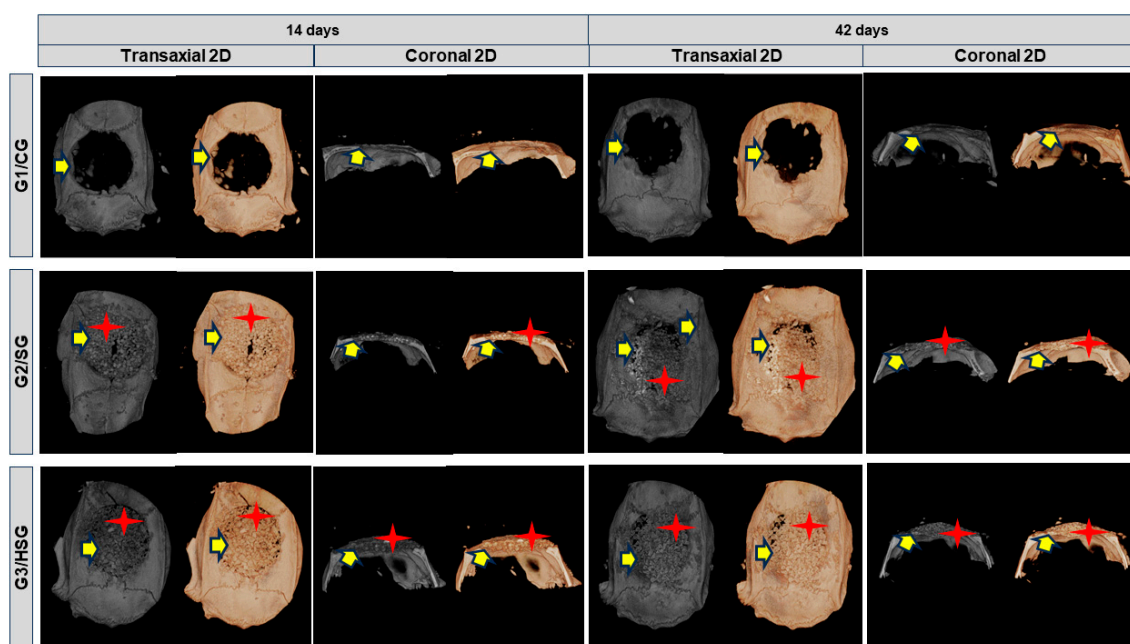 14 days
42 days
Transaxial 2D
Coronal 2D
Transaxial 2D
Coronal 2D
G1/CG
G2/SG
G3/HSG